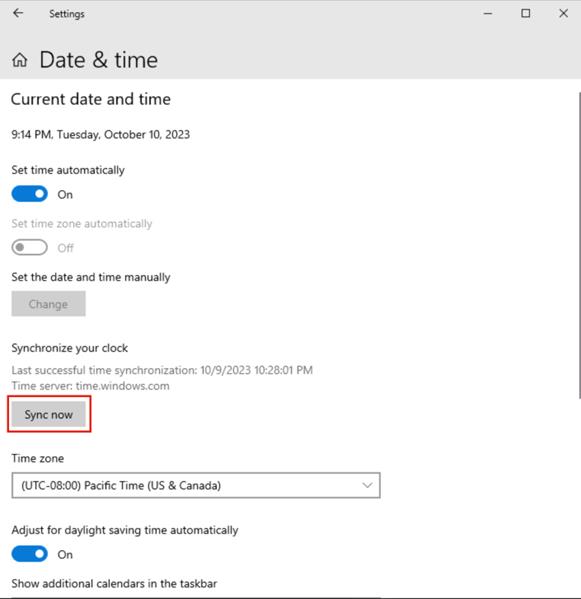 Settings
Date & time
Current date and time
9:14 PM, Tuesday, October 10, 2023
Set time automatically
On
Set time zone automatically
Off
Set the date and time manually
Change
Synchronize your clock
Last successful time synchronization: 10/9/2023 10:28:01 PM
Time server: time.windows.com
Sync now
Time zone
(UTC-08:00) Pacific Time (US & Canada)
Adjust for daylight saving time automatically
On
Show additional calendars in the taskbar